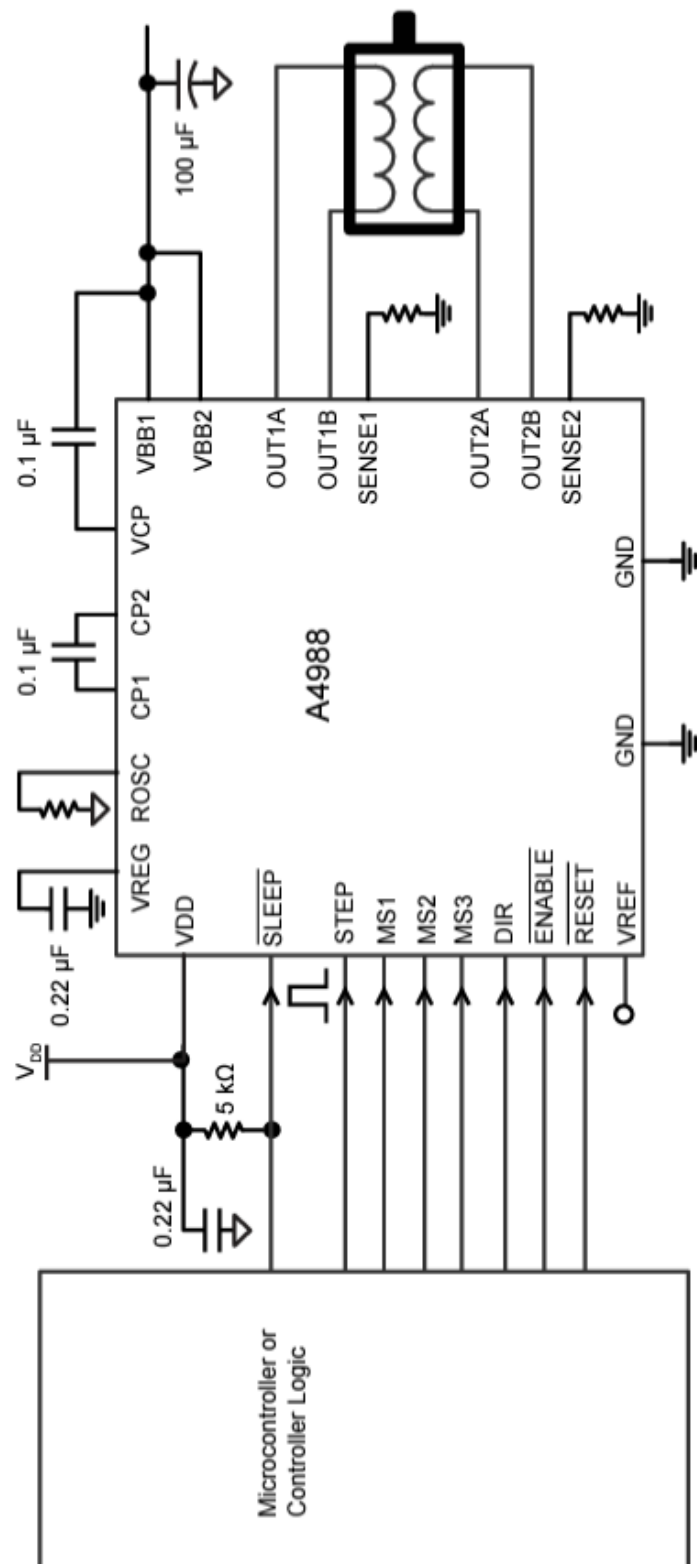 V_DD
0.22 µF
5 kΩ
0.22 µF
0.1 µF
0.1 µF
100 µF
VREG
ROSC
CP1
CP2
VCP
VDD
SLEEP
STEP
MS1
MS2
MS3
DIR
ENABLE
RESET
VREF
A4988
VBB1
VBB2
OUT1A
OUT1B
SENSE1
OUT2A
OUT2B
SENSE2
GND
GND
Microcontroller or
Controller Logic